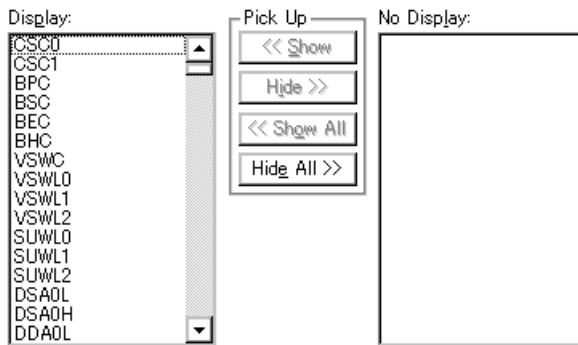 Display:
CSC0
CSC1
BPC
BSC
BEC
BHC
VSWC
VSWL0
VSWL1
VSWL2
SUWL0
SUWL1
SUWL2
DSA0L
DSA0H
DDA0L
Pick Up
<< Show
Hide >>
<< Show All
Hide All >>
No Display: